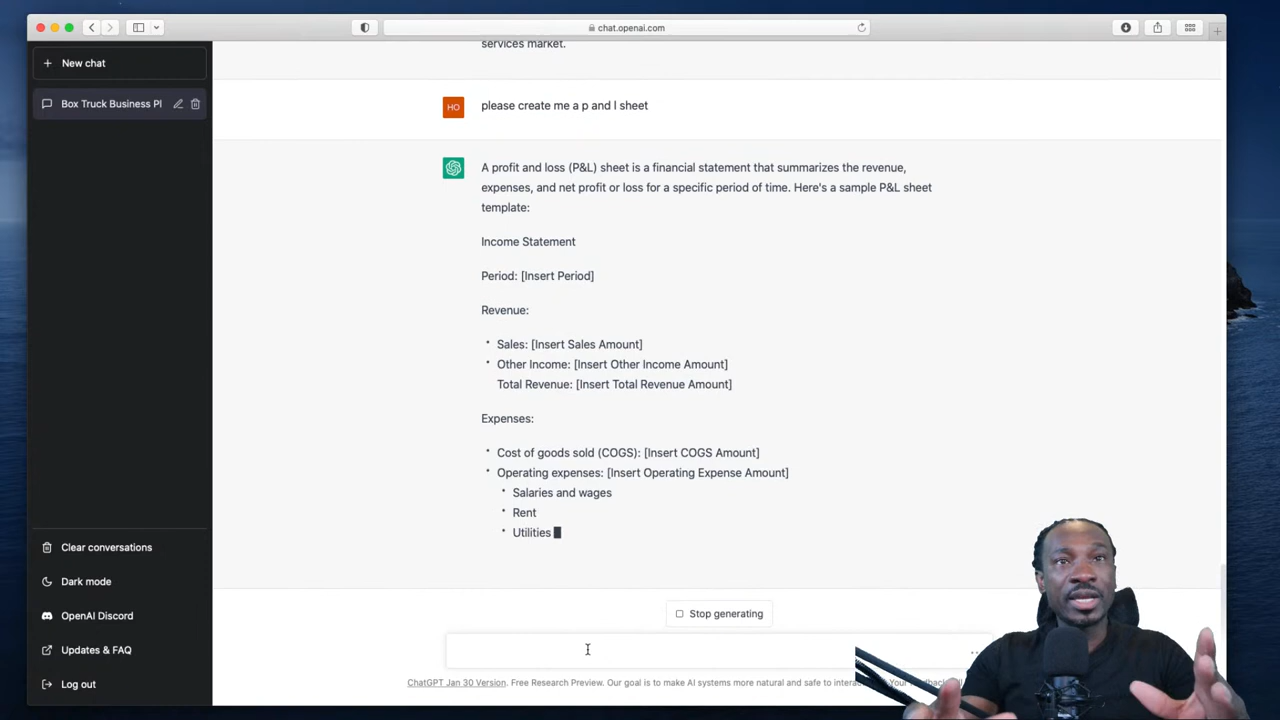 chat.openai.com
New chat
Box Truck Business Pl
services market.
HO
please create me a p and l sheet
A profit and loss (P&L) sheet is a financial statement that summarizes the revenue,
expenses, and net profit or loss for a specific period of time. Here's a sample P&L sheet
template:
Income Statement
Period: [Insert Period]
Revenue:
Sales: [Insert Sales Amount]
Other Income: [Insert Other Income Amount]
Total Revenue: [Insert Total Revenue Amount]
Expenses:
Cost of goods sold (COGS): [Insert COGS Amount]
Operating expenses: [Insert Operating Expense Amount]
Salaries and wages
Rent
Utilities
Clear conversations
Dark mode
OpenAI Discord
Updates & FAQ
Log out
Stop generating
ChatGPT Jan 30 Version. Free Research Preview. Our goal is to make AI systems more natural and safe to